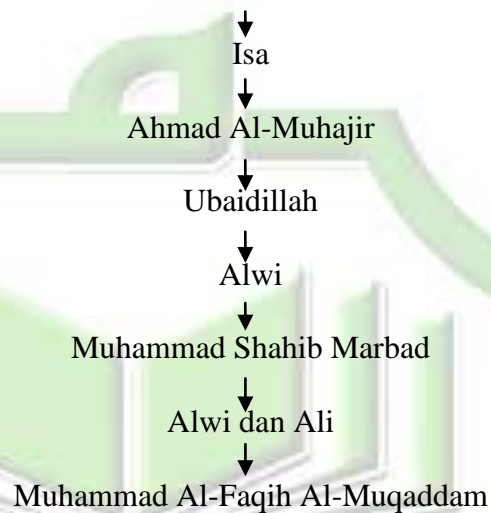 Isa
Ahmad Al-Muhajir
Ubaidillah
Alwi
Muhammad Shahib Marbad
Alwi dan Ali
Muhammad Al-Faqih Al-Muqaddam